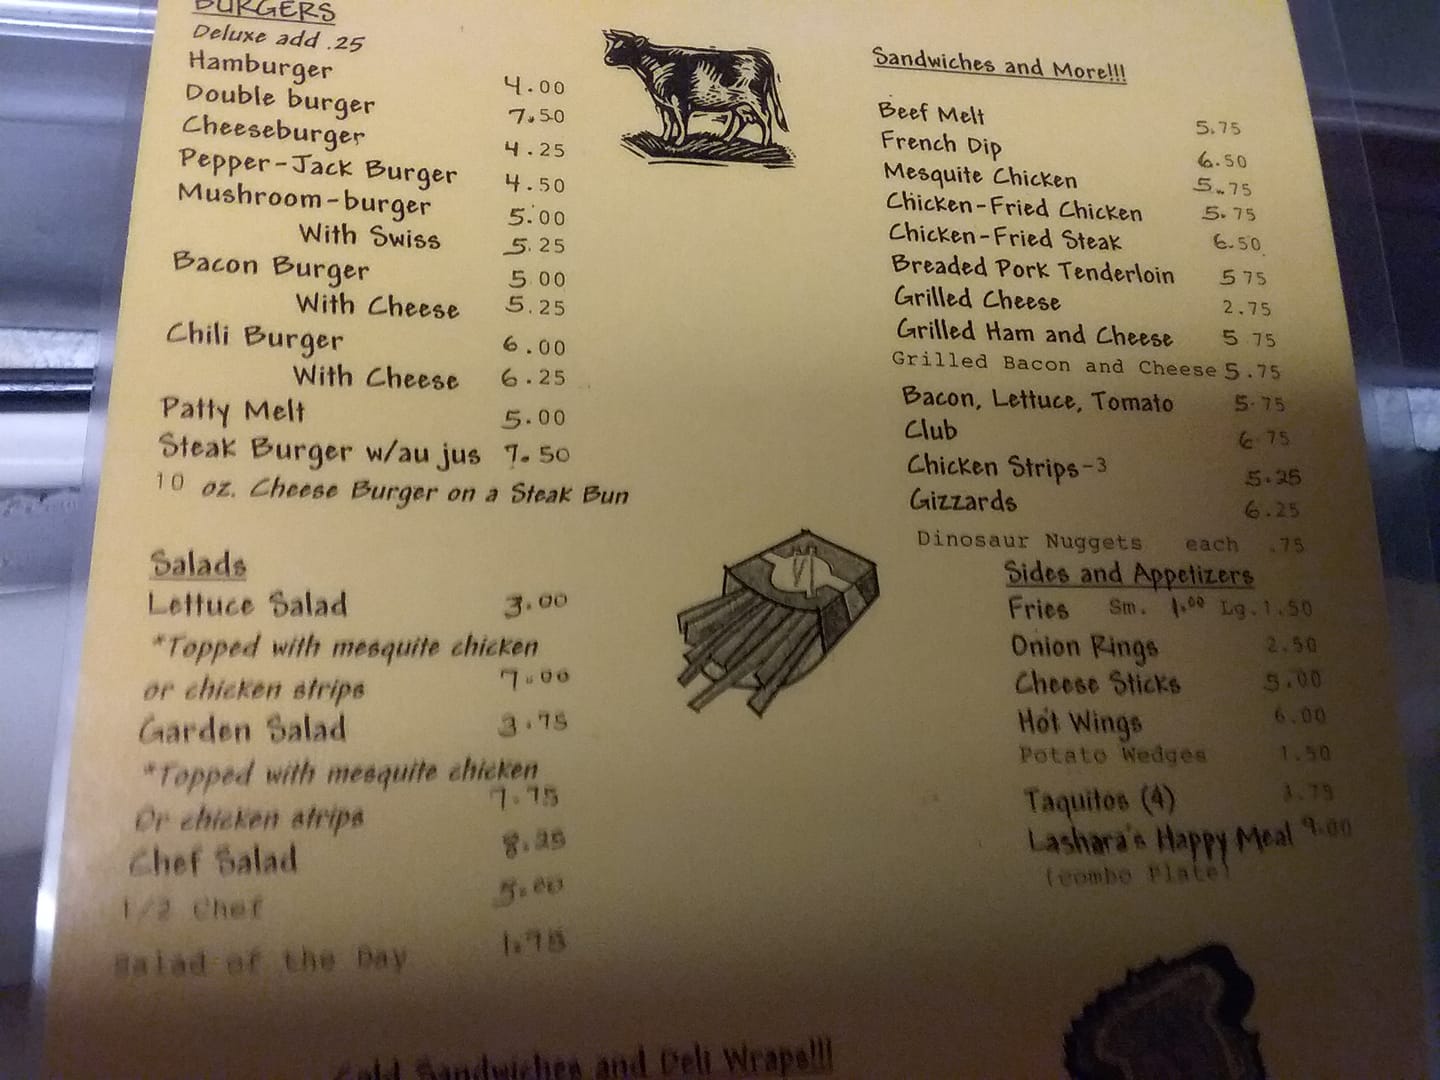 BURGERS
Deluxe add .25
Hamburger 4.00
Double burger 7.50
Cheeseburger 4.25
Pepper-Jack Burger 4.50
Mushroom-burger 5.00
With Swiss 5.25
Bacon Burger 5.00
With Cheese 5.25
Chili Burger 6.00
With Cheese 6.25
Patty Melt 5.00
Steak Burger w/au jus 7.50
10 oz. Cheese Burger on a Steak Bun
Salads
Lettuce Salad 3.00
*Topped with mesquite chicken
or chicken strips 7.00
Garden Salad 3.75
*Topped with mesquite chicken
Or chicken strips 7.75
Chef Salad 8.25
1/2 Chef 5.00
Salad of the Day 1.75
Sandwiches and More!!!
Beef Melt 5.75
French Dip 6.50
Mesquite Chicken 5.75
Chicken-Fried Chicken 5.75
Chicken-Fried Steak 6.50
Breaded Pork Tenderloin 5 75
Grilled Cheese 2.75
Grilled Ham and Cheese 5 75
Grilled Bacon and Cheese 5.75
Bacon, Lettuce, Tomato 5.75
Club 6.75
Chicken Strips-3 5.25
Gizzards 6.25
Dinosaur Nuggets each .75
Sides and Appetizers
Fries Sm. 1.00 Lg.1.50
Onion Rings 2.50
Cheese Sticks 5.00
Hot Wings 6.00
Potato Wedges 1.50
Taquitos (4)
Lashara's Happy Meal 9.00
(Combo Plate)
Cold Sandwiches and Deli Wraps!!!